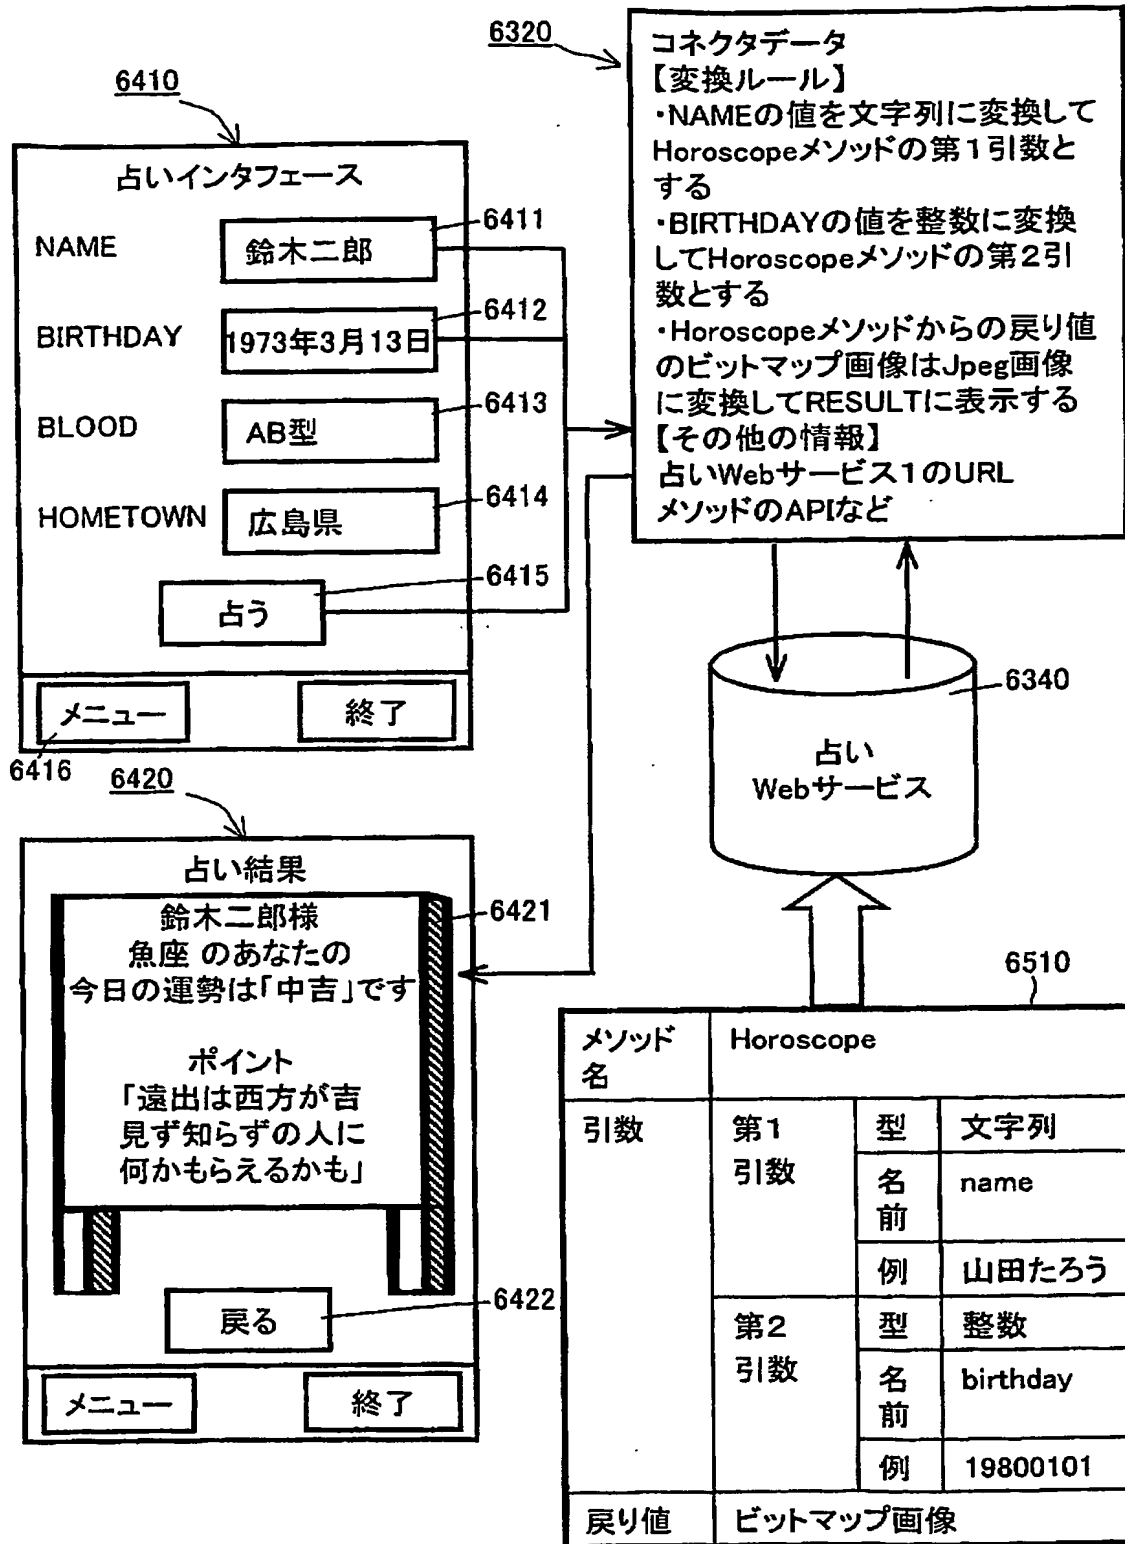 6410
占いインタフェース
NAME
鈴木二郎
6411
BIRTHDAY
1973年3月13日
6412
BLOOD
AB型
6413
HOMETOWN
広島県
6414
占う
6415
メニュー
終了
6416
6320
コネクタデータ
【変換ルール】
・NAMEの値を文字列に変換して
Horoscopeメソッドの第1引数と
する
・BIRTHDAYの値を整数に変換
してHoroscopeメソッドの第2引
数とする
・Horoscopeメソッドからの戻り値
のビットマップ画像はJpeg画像
に変換してRESULTに表示する
【その他の情報】
占いWebサービス1のURL
メソッドのAPIなど
6340
占い
Webサービス
6420
占い結果
鈴木二郎様
魚座 のあなたの
今日の運勢は「中吉」です
ポイント
「遠出は西方が吉
見ず知らずの人に
何かもらえるかも」
6421
戻る
6422
メニュー
終了
6510
メソッド
名
Horoscope
引数
第1
引数
型
文字列
名
前
name
例
山田たろう
第2
引数
型
整数
名
前
birthday
例
19800101
戻り値
ビットマップ画像